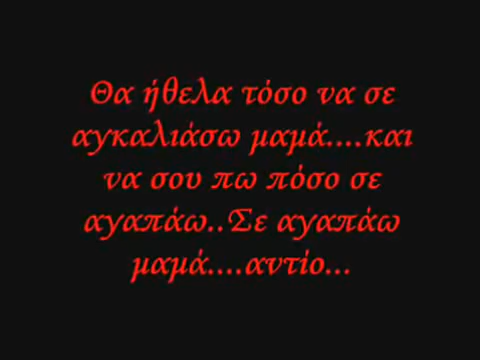 Θα ήθελα τόσο να σε
αγκαλιάσω μαμά....και
να σου πω πόσο σε
αγαπάω..Σε αγαπάω
μαμά....αντίο...